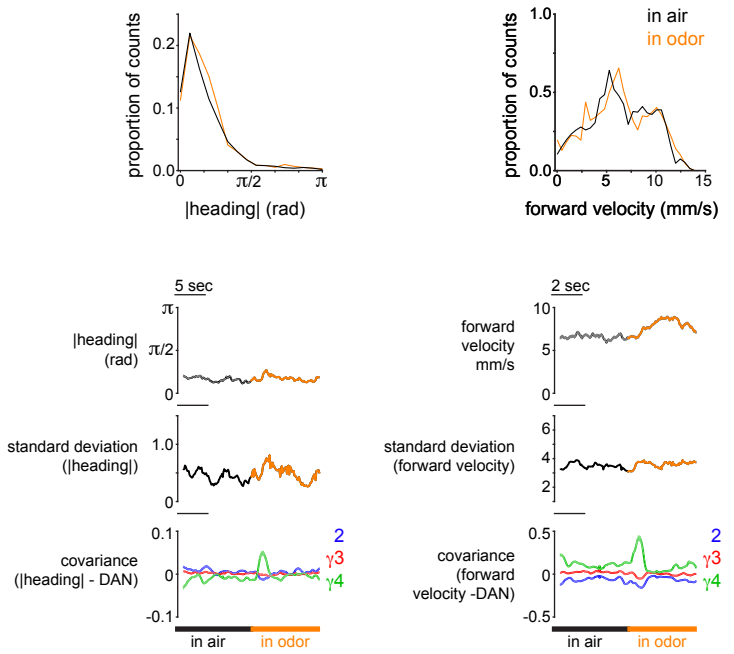 in air
in odor
proportion of counts
0.2
0.1
0.0
0
π/2
π
|heading| (rad)
proportion of counts
1.0
0.5
0.0
0
5
10
15
forward velocity (mm/s)
5 sec
|heading|
(rad)
π
π/2
0
standard deviation
(|heading|)
1.0
0
covariance
(|heading| - DAN)
0.1
0
-0.1
2
γ3
γ4
in air
in odor
2 sec
forward
velocity
mm/s
10
5
0
standard deviation
(forward velocity)
6
4
2
covariance
(forward
velocity -DAN)
0.5
0
-0.5
2
γ3
γ4
in air
in odor